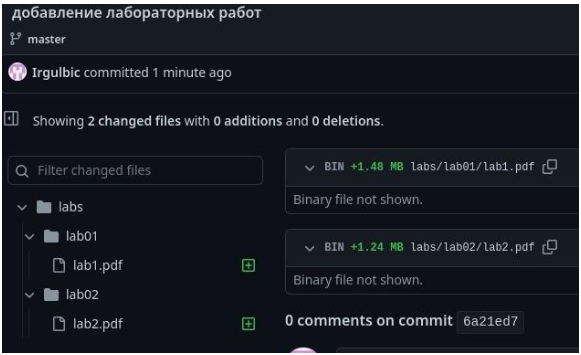 добавление лабораторных работ
master
Irgulbic committed 1 minute ago
Showing 2 changed files with 0 additions and 0 deletions.
Filter changed files
labs
lab01
lab1.pdf
lab02
lab2.pdf
BIN +1.48 MB labs/lab01/lab1.pdf
Binary file not shown.
BIN +1.24 MB labs/lab02/lab2.pdf
Binary file not shown.
0 comments on commit 6a21ed7